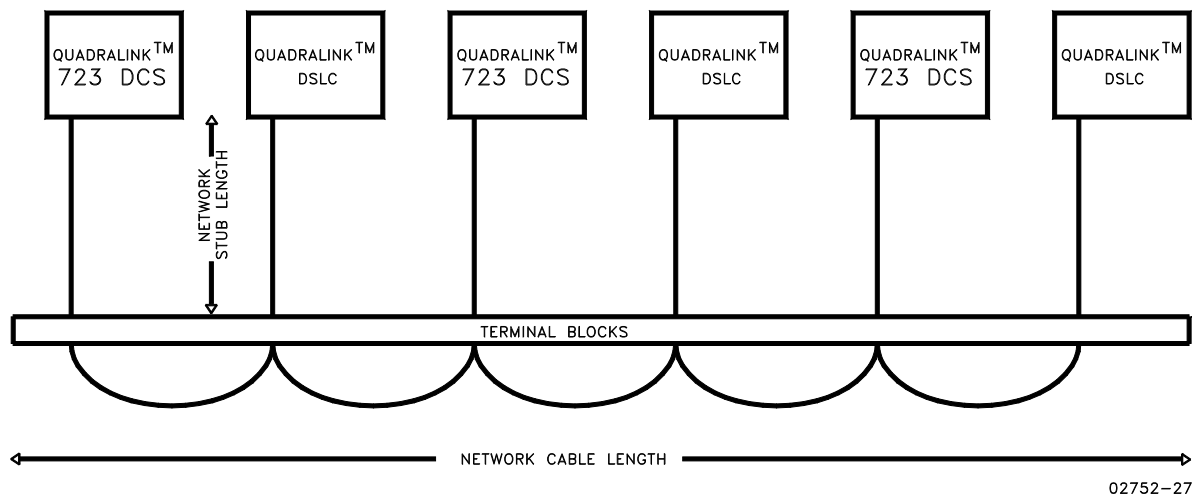 QUADRALINK™
723 DCS
QUADRALINK™
DSLC
QUADRALINK™
723 DCS
QUADRALINK™
DSLC
QUADRALINK™
723 DCS
QUADRALINK™
DSLC
NETWORK
STUB LENGTH
TERMINAL BLOCKS
NETWORK CABLE LENGTH
02752-27